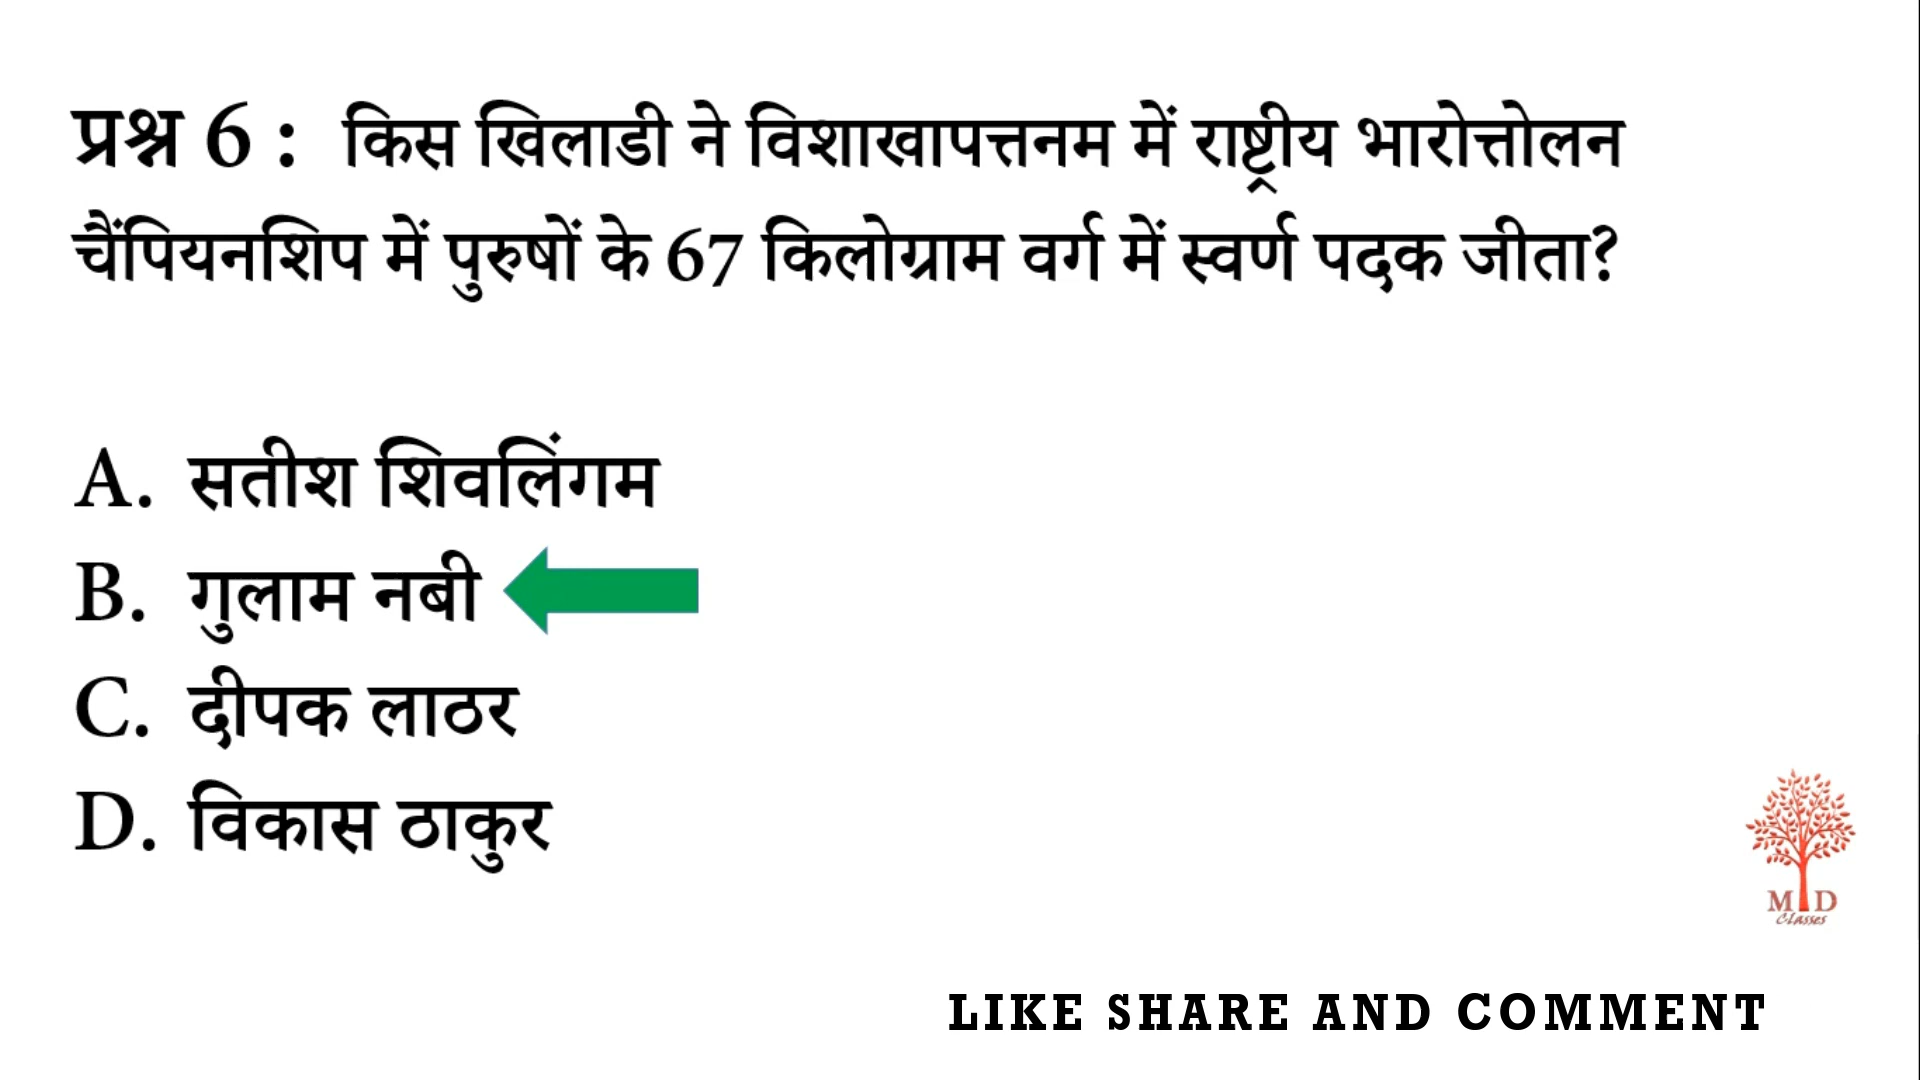 प्रश्न 6 : किस खिलाडी ने विशाखापत्तनम में राष्ट्रीय भारोत्तोलन
चैंपियनशिप में पुरुषों के 67 किलोग्राम वर्ग में स्वर्ण पदक जीता?
A. सतीश शिवलिंगम
B. गुलाम नबी
C. दीपक लाठर
D. विकास ठाकुर
M D
Classes
LIKE SHARE AND COMMENT